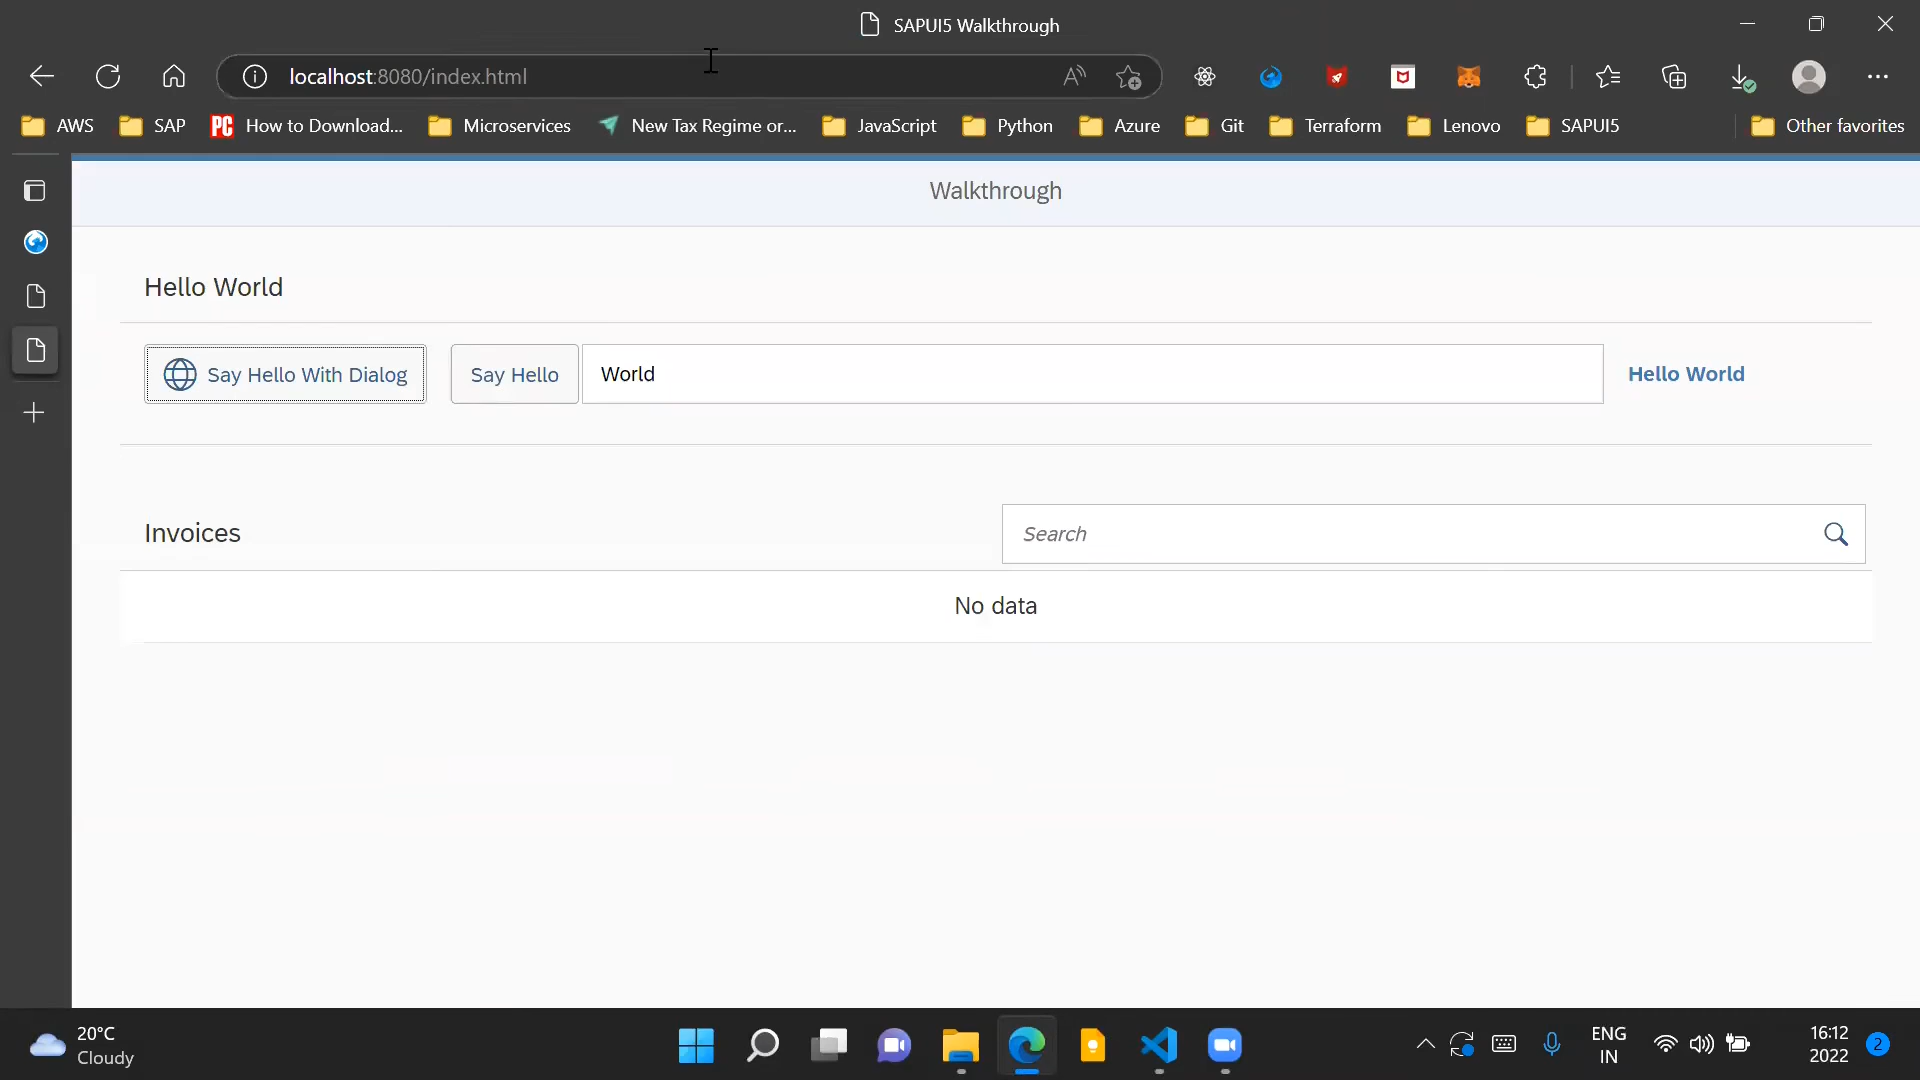 SAPUI5 Walkthrough
localhost:8080/index.html
AWS SAP PC How to Download... Microservices New Tax Regime or... JavaScript Python Azure Git Terraform Lenovo SAPUI5 Other favorites
Walkthrough
Hello World
Say Hello With Dialog Say Hello World Hello World
Invoices Search
No data
20°C
Cloudy
ENG
IN
16:12
2022
2